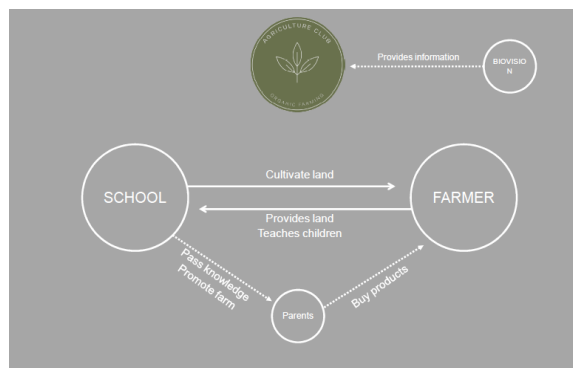 AGRICULTURE CLUB
ORGANIC FARMING
Provides information
BIOVISIO
N
SCHOOL
Cultivate land
FARMER
Provides land
Teaches children
Pass knowledge
Promote farm
Parents
Buy products